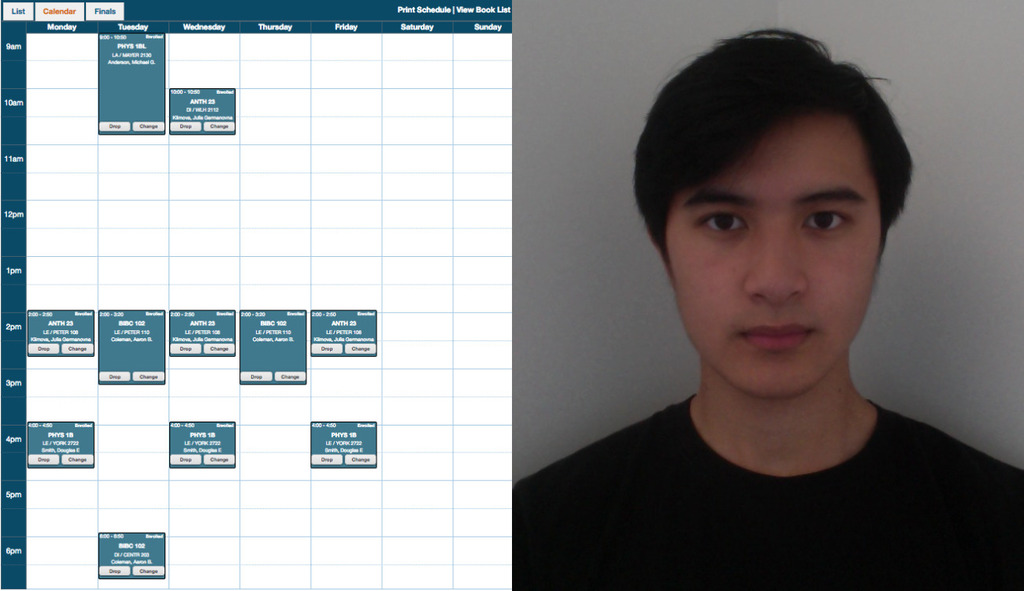 List Calendar Finals Print Schedule | View Book List
Monday Tuesday Wednesday Thursday Friday Saturday Sunday
9am
9:00 - 10:50 Enrolled
PHYS 1BL
LA / MAYER 2130
Anderson, Michael G.
Drop Change
10am
10:00 - 10:50 Enrolled
ANTH 23
DI / WLH 2112
Klimova, Julia Germanovna
Drop Change
11am
12pm
1pm
2pm
2:00 - 2:50 Enrolled
ANTH 23
LE / PETER 108
Klimova, Julia Germanovna
Drop Change
2:00 - 3:20 Enrolled
BIBC 102
LE / PETER 110
Coleman, Aaron B.
Drop Change
2:00 - 2:50 Enrolled
ANTH 23
LE / PETER 108
Klimova, Julia Germanovna
Drop Change
2:00 - 3:20 Enrolled
BIBC 102
LE / PETER 110
Coleman, Aaron B.
Drop Change
2:00 - 2:50 Enrolled
ANTH 23
LE / PETER 108
Klimova, Julia Germanovna
Drop Change
3pm
4pm
4:00 - 4:50 Enrolled
PHYS 1B
LE / YORK 2722
Smith, Douglas E
Drop Change
4:00 - 4:50 Enrolled
PHYS 1B
LE / YORK 2722
Smith, Douglas E
Drop Change
4:00 - 4:50 Enrolled
PHYS 1B
LE / YORK 2722
Smith, Douglas E
Drop Change
5pm
6pm
6:00 - 6:50 Enrolled
BIBC 102
DI / CENTR 203
Coleman, Aaron B.
Drop Change